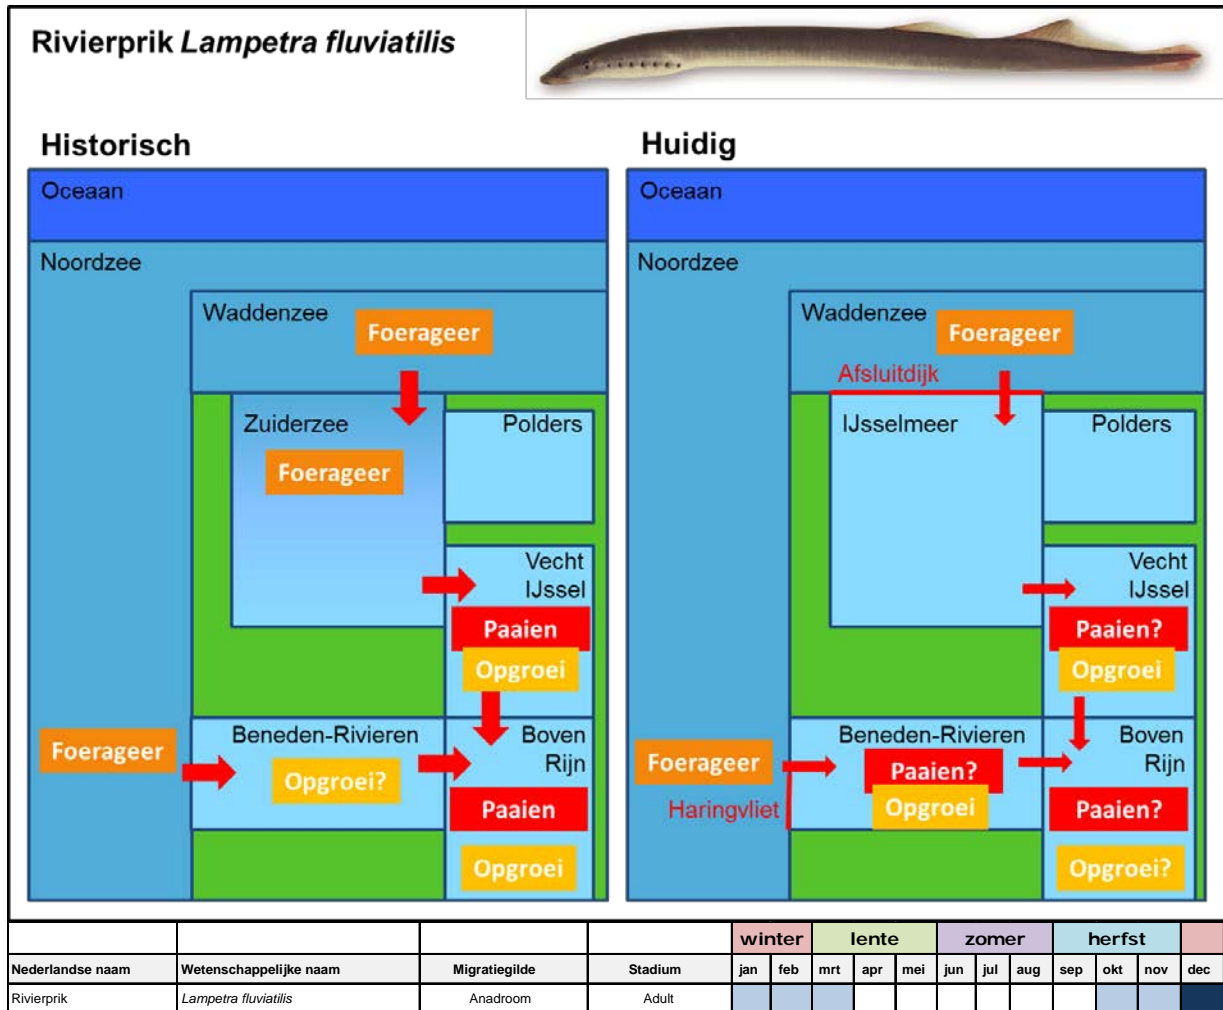 Rivierprik Lampetra fluviatilis
Historisch
Oceaan
Noordzee
Waddenzee
Foerageer
Zuiderzee
Foerageer
Polders
Vecht
IJssel
Paaien
Opgroei
Foerageer
Beneden-Rivieren
Opgroei?
Boven
Rijn
Paaien
Opgroei
Huidig
Oceaan
Noordzee
Waddenzee
Foerageer
Afsluitdijk
IJsselmeer
Polders
Vecht
IJssel
Paaien?
Opgroei
Foerageer
Haringvliet
Beneden-Rivieren
Paaien?
Opgroei
Boven
Rijn
Paaien?
Opgroei?
winter lente zomer herfst
Nederlandse naam Wetenschappelijke naam Migratiegilde Stadium jan feb mrt apr mei jun jul aug sep okt nov dec
Rivierprik Lampetra fluviatilis Anadroom Adult